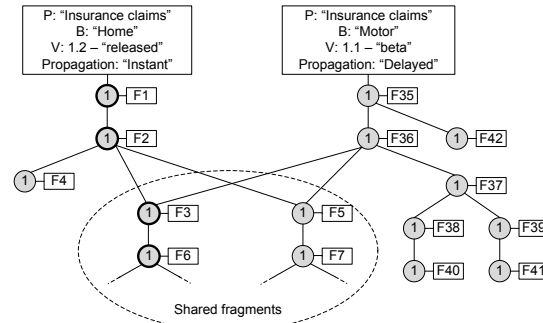 P: “Insurance claims”
B: “Home”
V: 1.2 – “released”
Propagation: “Instant”
P: “Insurance claims”
B: “Motor”
V: 1.1 – “beta”
Propagation: “Delayed”
1 F1
1 F35
1 F2
1 F36
1 F42
1 F4
1 F37
1 F3
1 F5
1 F38
1 F39
1 F6
1 F7
1 F40
1 F41
Shared fragments